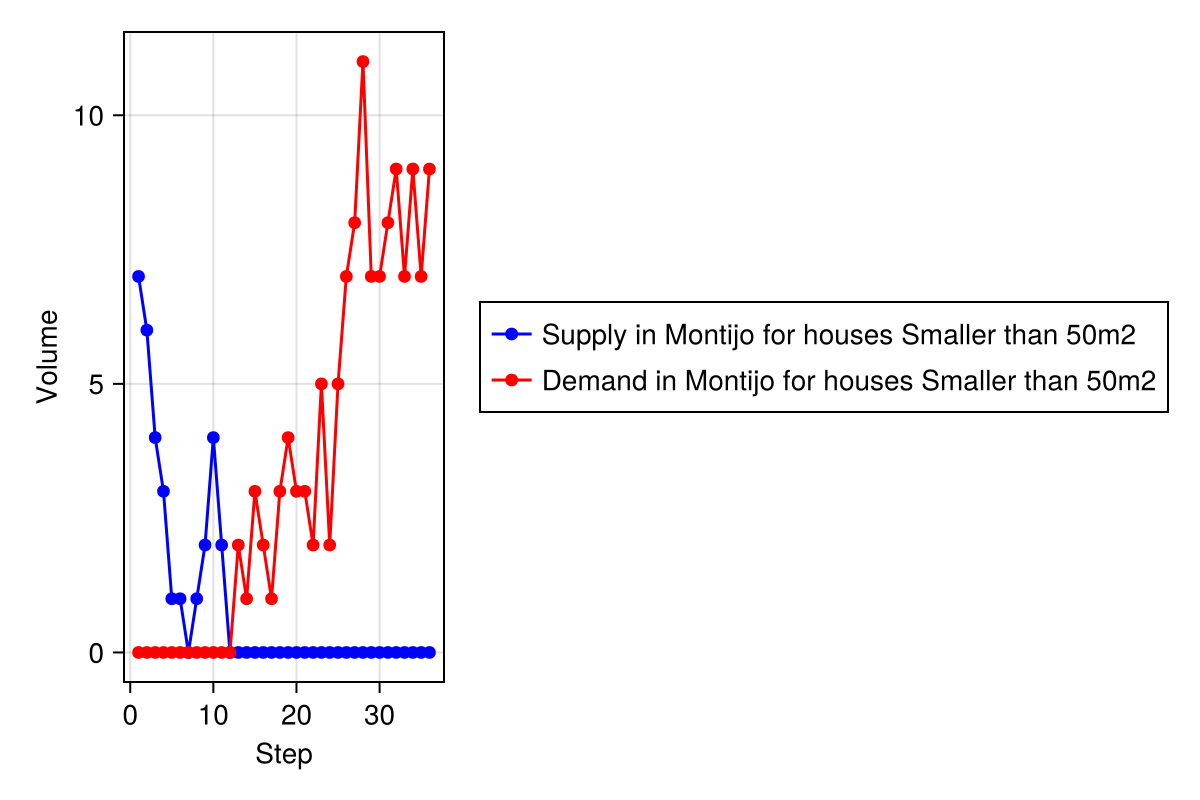 10
5
0
Volume
0 10 20 30
Step
Supply in Montijo for houses Smaller than 50m2
Demand in Montijo for houses Smaller than 50m2